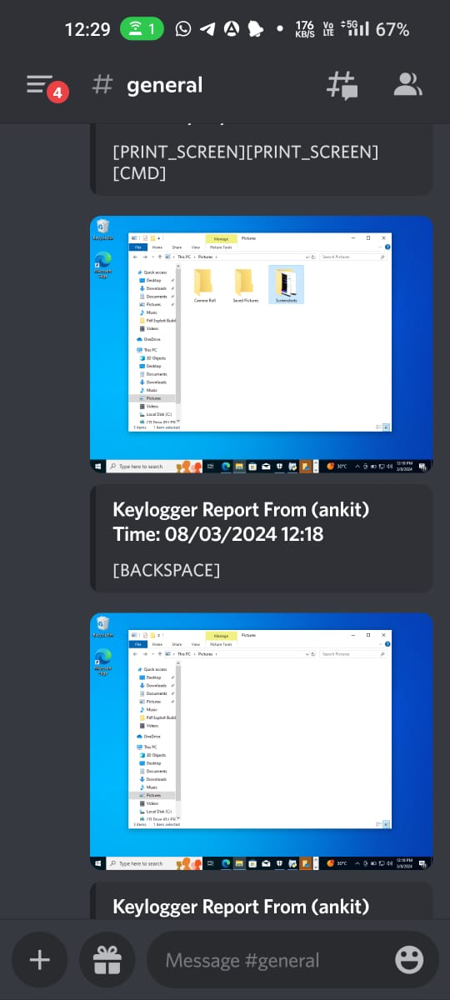 12:29
1
176
KB/S
Vo
LTE
5G
67%
4
# general
[PRINT_SCREEN][PRINT_SCREEN]
[CMD]
Recycle Bin
Microsoft
Edge
Manage
Pictures
File
Home
Share
View
Picture Tools
This PC
Pictures
Search Pictures
Quick access
Desktop
Downloads
Documents
Pictures
Music
Pdf Exploit Build
Videos
OneDrive
This PC
3D Objects
Desktop
Documents
Downloads
Music
Pictures
Videos
Local Disk (C:)
Camera Roll
Saved Pictures
Screenshots
3 items
1 item selected
Type here to search
30°C
12:18 PM
3/8/2024
Keylogger Report From (ankit)
Time: 08/03/2024 12:18
[BACKSPACE]
Recycle Bin
Microsoft
Edge
Manage
Pictures
File
Home
Share
View
Picture Tools
This PC
Pictures
Search Pictures
Quick access
Desktop
Downloads
Documents
Pictures
Music
Pdf Exploit Build
Videos
OneDrive
This PC
3D Objects
Desktop
Documents
Downloads
Music
Pictures
Videos
Local Disk (C:)
3 items
1 item selected
Type here to search
30°C
12:18 PM
3/8/2024
Keylogger Report From (ankit)
Message #general